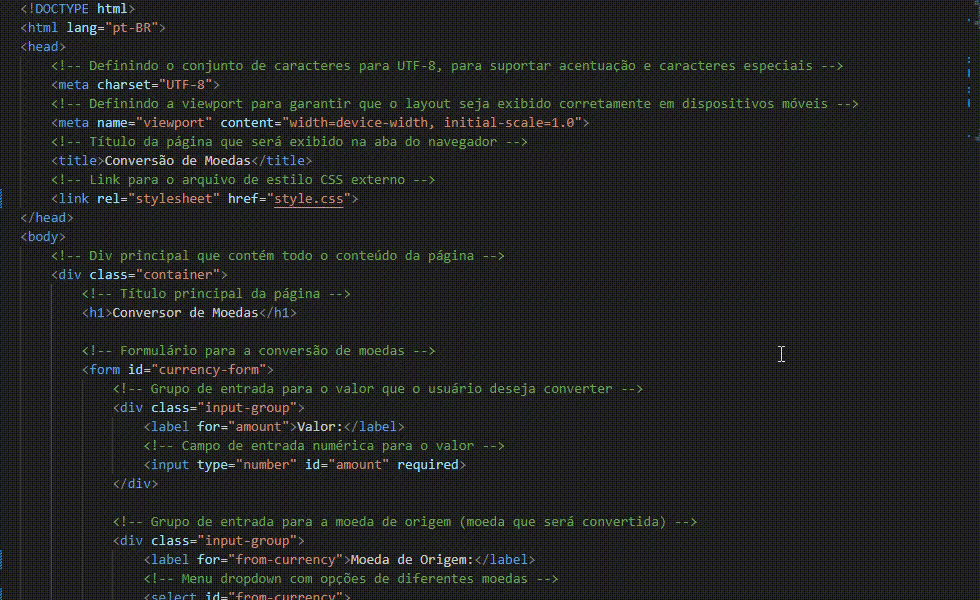 <!DOCTYPE html>
<html lang="pt-BR">
<head>
<!-- Definindo o conjunto de caracteres para UTF-8, para suportar acentuação e caracteres especiais -->
<meta charset="UTF-8">
<!-- Definindo a viewport para garantir que o layout seja exibido corretamente em dispositivos móveis -->
<meta name="viewport" content="width=device-width, initial-scale=1.0">
<!-- Título da página que será exibido na aba do navegador -->
<title>Conversão de Moedas</title>
<!-- Link para o arquivo de estilo CSS externo -->
<link rel="stylesheet" href="style.css">
</head>
<body>
<!-- Div principal que contém todo o conteúdo da página -->
<div class="container">
<!-- Título principal da página -->
<h1>Conversor de Moedas</h1>
<!-- Formulário para a conversão de moedas -->
<form id="currency-form">
<!-- Grupo de entrada para o valor que o usuário deseja converter -->
<div class="input-group">
<label for="amount">Valor:</label>
<!-- Campo de entrada numérica para o valor -->
<input type="number" id="amount" required>
</div>
<!-- Grupo de entrada para a moeda de origem (moeda que será convertida) -->
<div class="input-group">
<label for="from-currency">Moeda de Origem:</label>
<!-- Menu dropdown com opções de diferentes moedas -->
<select id="from-currency">